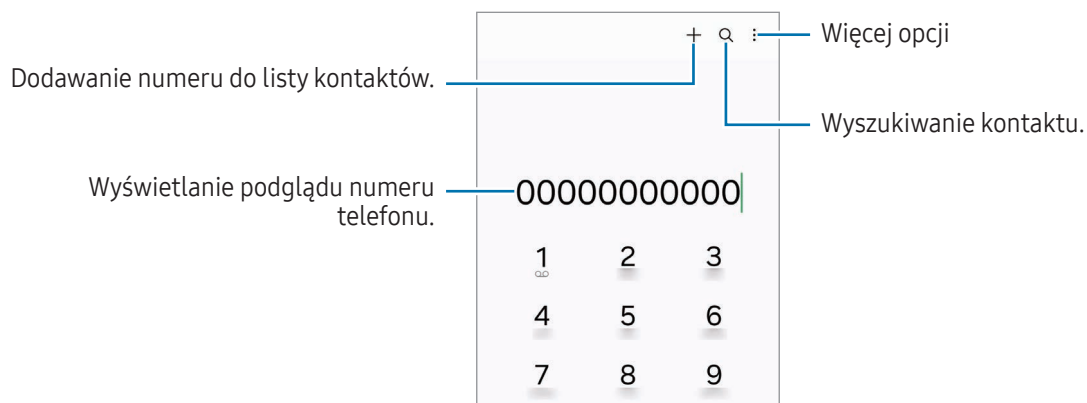 Więcej opcji
Dodawanie numeru do listy kontaktów.
Wyszukiwanie kontaktu.
Wyświetlanie podglądu numeru
telefonu.
00000000000
1 2 3
4 5 6
7 8 9